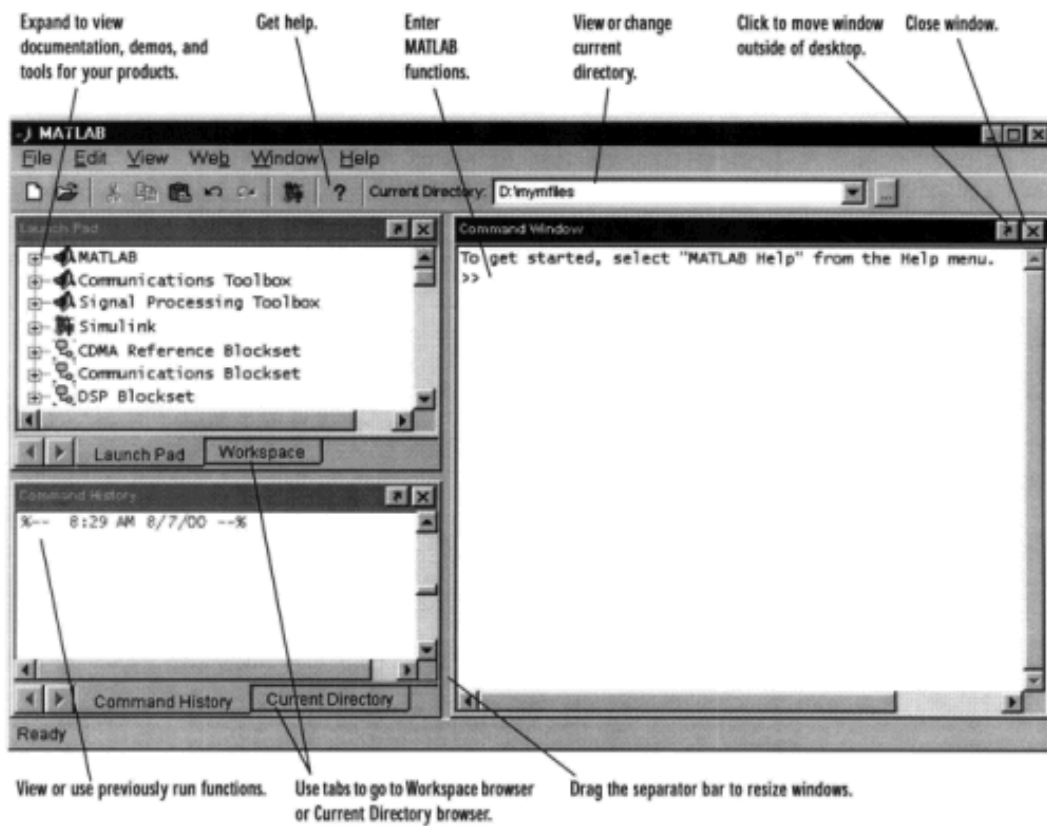 Expand to view
documentation, demos, and
tools for your products.
Get help.
Enter
MATLAB
functions.
View or change
current
directory.
Click to move window
outside of desktop.
Close window.
MATLAB
File Edit View Web Window Help
? Current Directory: D:\mymfiles ...
Launch Pad
MATLAB
Communications Toolbox
Signal Processing Toolbox
Simulink
CDMA Reference Blockset
Communications Blockset
DSP Blockset
Launch Pad Workspace
Command History
%-- 8:29 AM 8/7/00 --%
Command History Current Directory
Command Window
To get started, select "MATLAB Help" from the Help menu.
>>
Ready
View or use previously run functions.
Use tabs to go to Workspace browser
or Current Directory browser.
Drag the separator bar to resize windows.